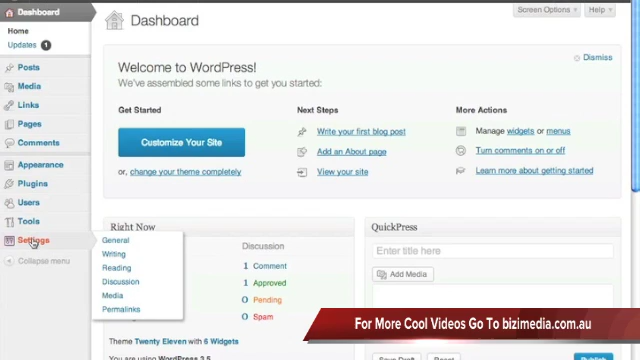 Dashboard
Home
Updates 1
Posts
Media
Links
Pages
Comments
Appearance
Plugins
Users
Tools
Settings
Collapse menu
General
Writing
Reading
Discussion
Media
Permalinks
Screen Options Help
Dashboard
Dismiss
Welcome to WordPress!
We've assembled some links to get you started:
Get Started
Customize Your Site
or, change your theme completely
Next Steps
Write your first blog post
Add an About page
View your site
More Actions
Manage widgets or menus
Turn comments on or off
Learn more about getting started
Right Now
Discussion
1 Comment
1 Approved
0 Pending
0 Spam
Theme Twenty Eleven with 6 Widgets
You are using WordPress 3.5
QuickPress
Enter title here
Add Media
Save Draft Reset Publish
For More Cool Videos Go To bizimedia.com.au